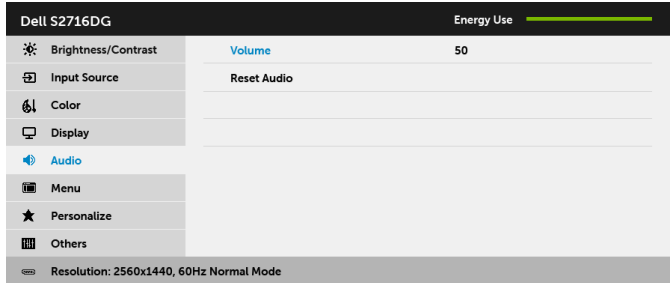 Dell S2716DG Energy Use
Brightness/Contrast Volume 50
Input Source Reset Audio
Color
Display
Audio
Menu
Personalize
Others
Resolution: 2560x1440, 60Hz Normal Mode